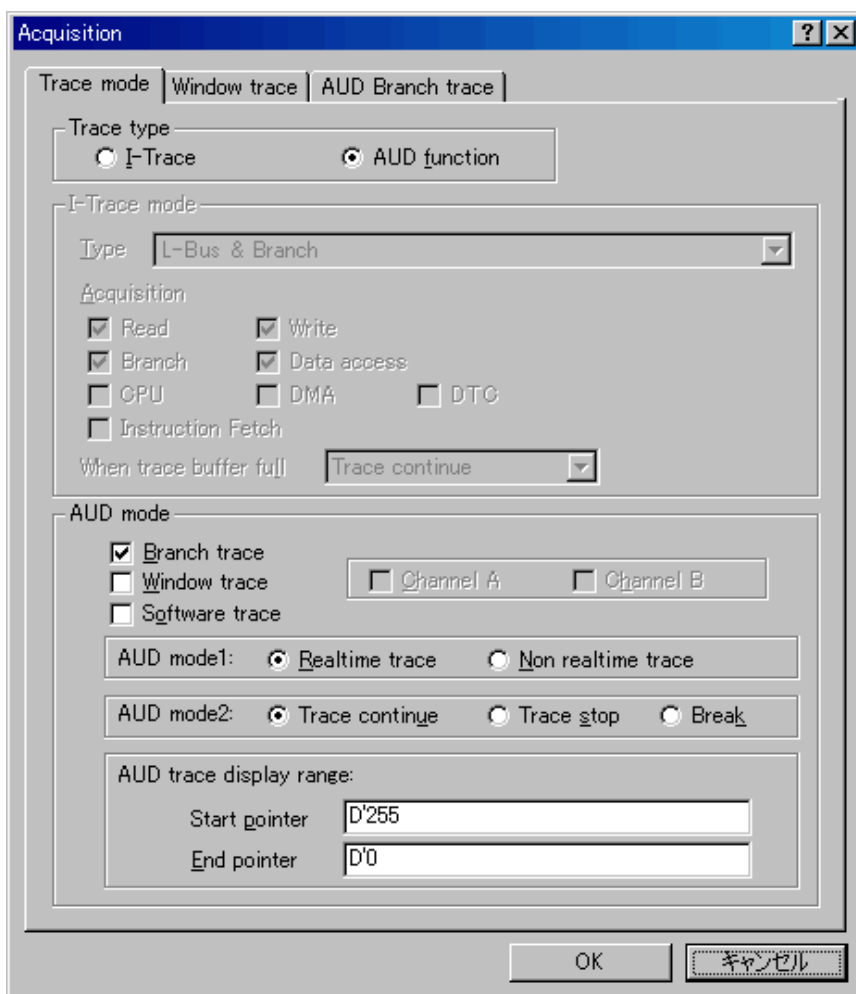 Acquisition
Trace mode Window trace AUD Branch trace
Trace type
I-Trace AUD function
I-Trace mode
Type L-Bus & Branch
Acquisition
Read Write
Branch Data access
CPU DMA DTC
Instruction Fetch
When trace buffer full Trace continue
AUD mode
Branch trace
Window trace Channel A Channel B
Software trace
AUD mode1: Realtime trace Non realtime trace
AUD mode2: Trace continue Trace stop Break
AUD trace display range:
Start pointer D'255
End pointer D'0
OK キャンセル